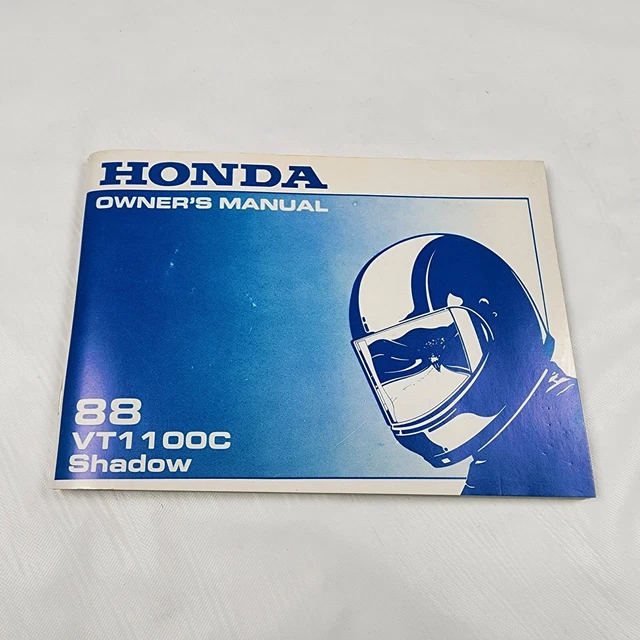 HONDA
OWNER'S MANUAL
88
VT1100C
Shadow